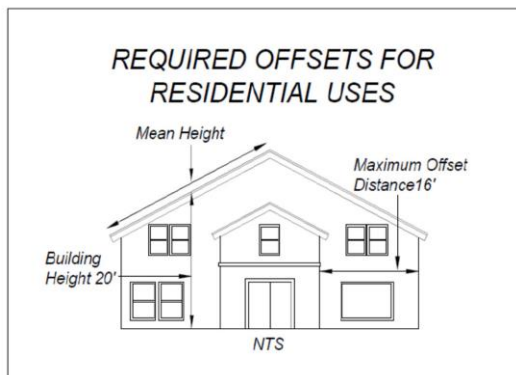 REQUIRED OFFSETS FOR
RESIDENTIAL USES
Mean Height
Maximum Offset
Distance16'
Building
Height 20'
NTS